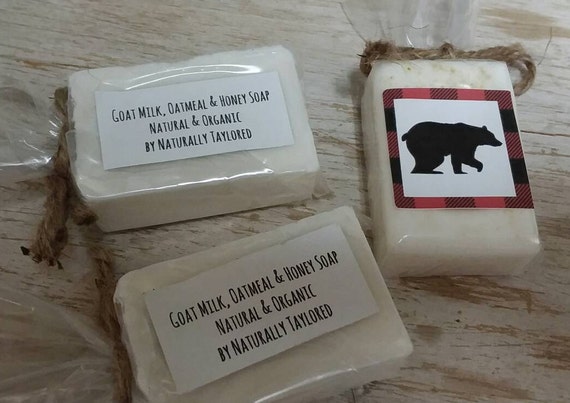 Goat Milk, Oatmeal & Honey Soap
Natural & Organic
by Naturally Taylored
Goat Milk, Oatmeal & Honey Soap
Natural & Organic
by Naturally Taylored